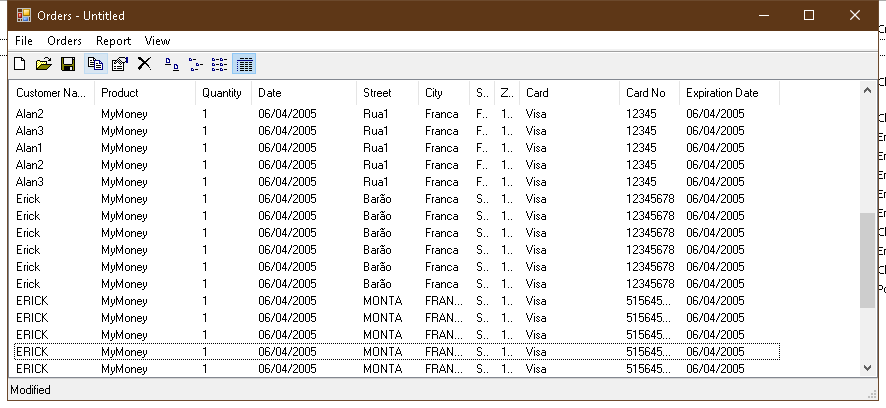 Orders - Untitled
File Orders Report View
Customer Na... Product Quantity Date Street City S.. Z.. Card Card No Expiration Date
Alan2 MyMoney 1 06/04/2005 Rua1 Franca F.. 1.. Visa 12345 06/04/2005
Alan3 MyMoney 1 06/04/2005 Rua1 Franca F.. 1.. Visa 12345 06/04/2005
Alan1 MyMoney 1 06/04/2005 Rua1 Franca F.. 1.. Visa 12345 06/04/2005
Alan2 MyMoney 1 06/04/2005 Rua1 Franca F.. 1.. Visa 12345 06/04/2005
Alan3 MyMoney 1 06/04/2005 Rua1 Franca F.. 1.. Visa 12345 06/04/2005
Erick MyMoney 1 06/04/2005 Barão Franca S.. 1.. Visa 12345678 06/04/2005
Erick MyMoney 1 06/04/2005 Barão Franca S.. 1.. Visa 12345678 06/04/2005
Erick MyMoney 1 06/04/2005 Barão Franca S.. 1.. Visa 12345678 06/04/2005
Erick MyMoney 1 06/04/2005 Barão Franca S.. 1.. Visa 12345678 06/04/2005
Erick MyMoney 1 06/04/2005 Barão Franca S.. 1.. Visa 12345678 06/04/2005
Erick MyMoney 1 06/04/2005 Barão Franca S.. 1.. Visa 12345678 06/04/2005
ERICK MyMoney 1 06/04/2005 MONTA FRAN... S.. 1.. Visa 515645... 06/04/2005
ERICK MyMoney 1 06/04/2005 MONTA FRAN... S.. 1.. Visa 515645... 06/04/2005
ERICK MyMoney 1 06/04/2005 MONTA FRAN... S.. 1.. Visa 515645... 06/04/2005
ERICK MyMoney 1 06/04/2005 MONTA FRAN... S.. 1.. Visa 515645... 06/04/2005
ERICK MyMoney 1 06/04/2005 MONTA FRAN... S.. 1.. Visa 515645... 06/04/2005
Modified